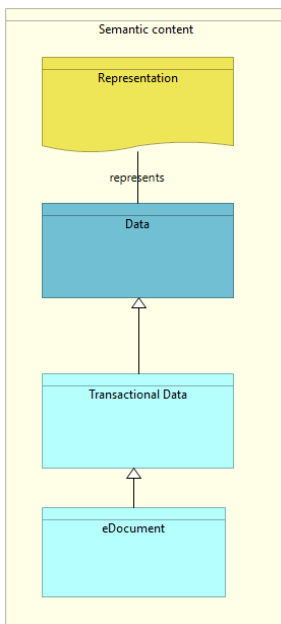 Semantic content
Representation
represents
Data
Transactional Data
eDocument